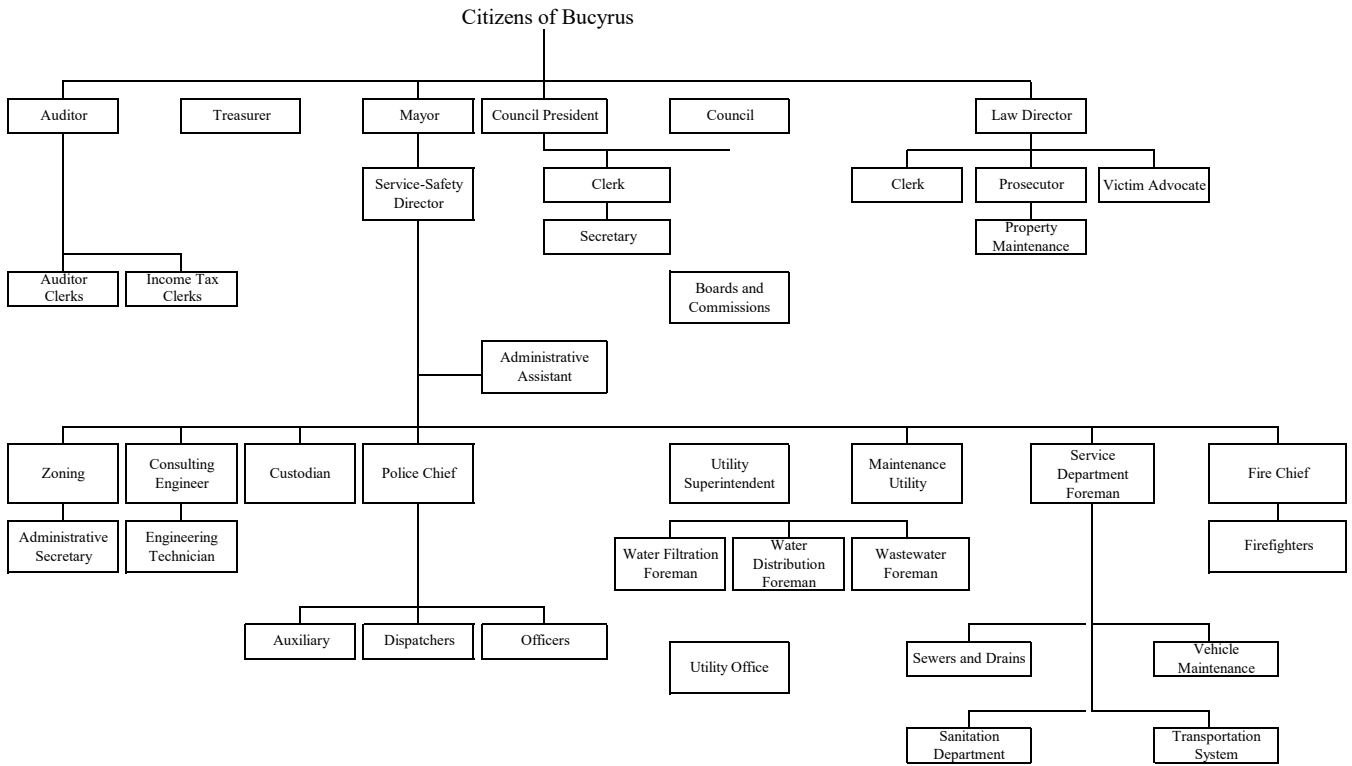 Citizens of Bucyrus
Auditor
Treasurer
Mayor
Council President
Council
Law Director
Service-Safety
Director
Clerk
Clerk
Prosecutor
Victim Advocate
Secretary
Property
Maintenance
Auditor
Clerks
Income Tax
Clerks
Boards and
Commissions
Administrative
Assistant
Zoning
Consulting
Engineer
Custodian
Police Chief
Utility
Superintendent
Maintenance
Utility
Service
Department
Foreman
Fire Chief
Administrative
Secretary
Engineering
Technician
Water Filtration
Foreman
Water
Distribution
Foreman
Wastewater
Foreman
Firefighters
Auxiliary
Dispatchers
Officers
Utility Office
Sewers and Drains
Vehicle
Maintenance
Sanitation
Department
Transportation
System